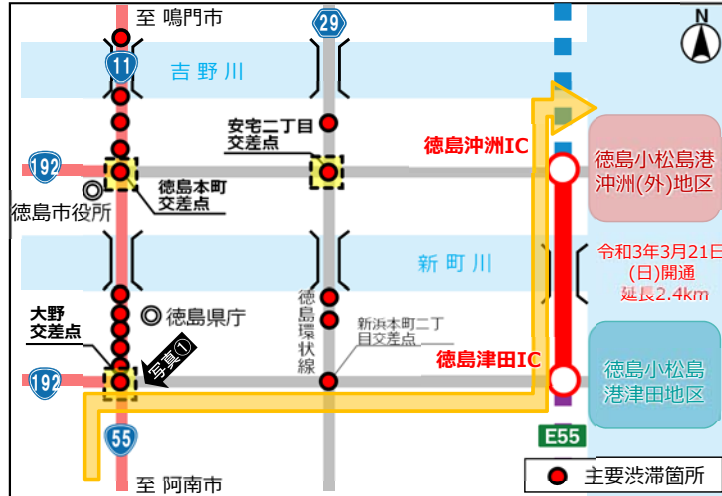 至 鳴門市
29
N
11
吉野川
安宅二丁目
交差点
徳島沖洲IC
192
徳島本町
交差点
徳島市役所
徳島小松島港
沖洲(外)地区
新町川
令和3年3月21日
(日)開通
延長2.4km
大野
交差点
徳島県庁
徳島環状線
新浜本町二丁
目交差点
写真①
徳島津田IC
徳島小松島
港津田地区
192
55
E55
至 阿南市
主要渋滞箇所